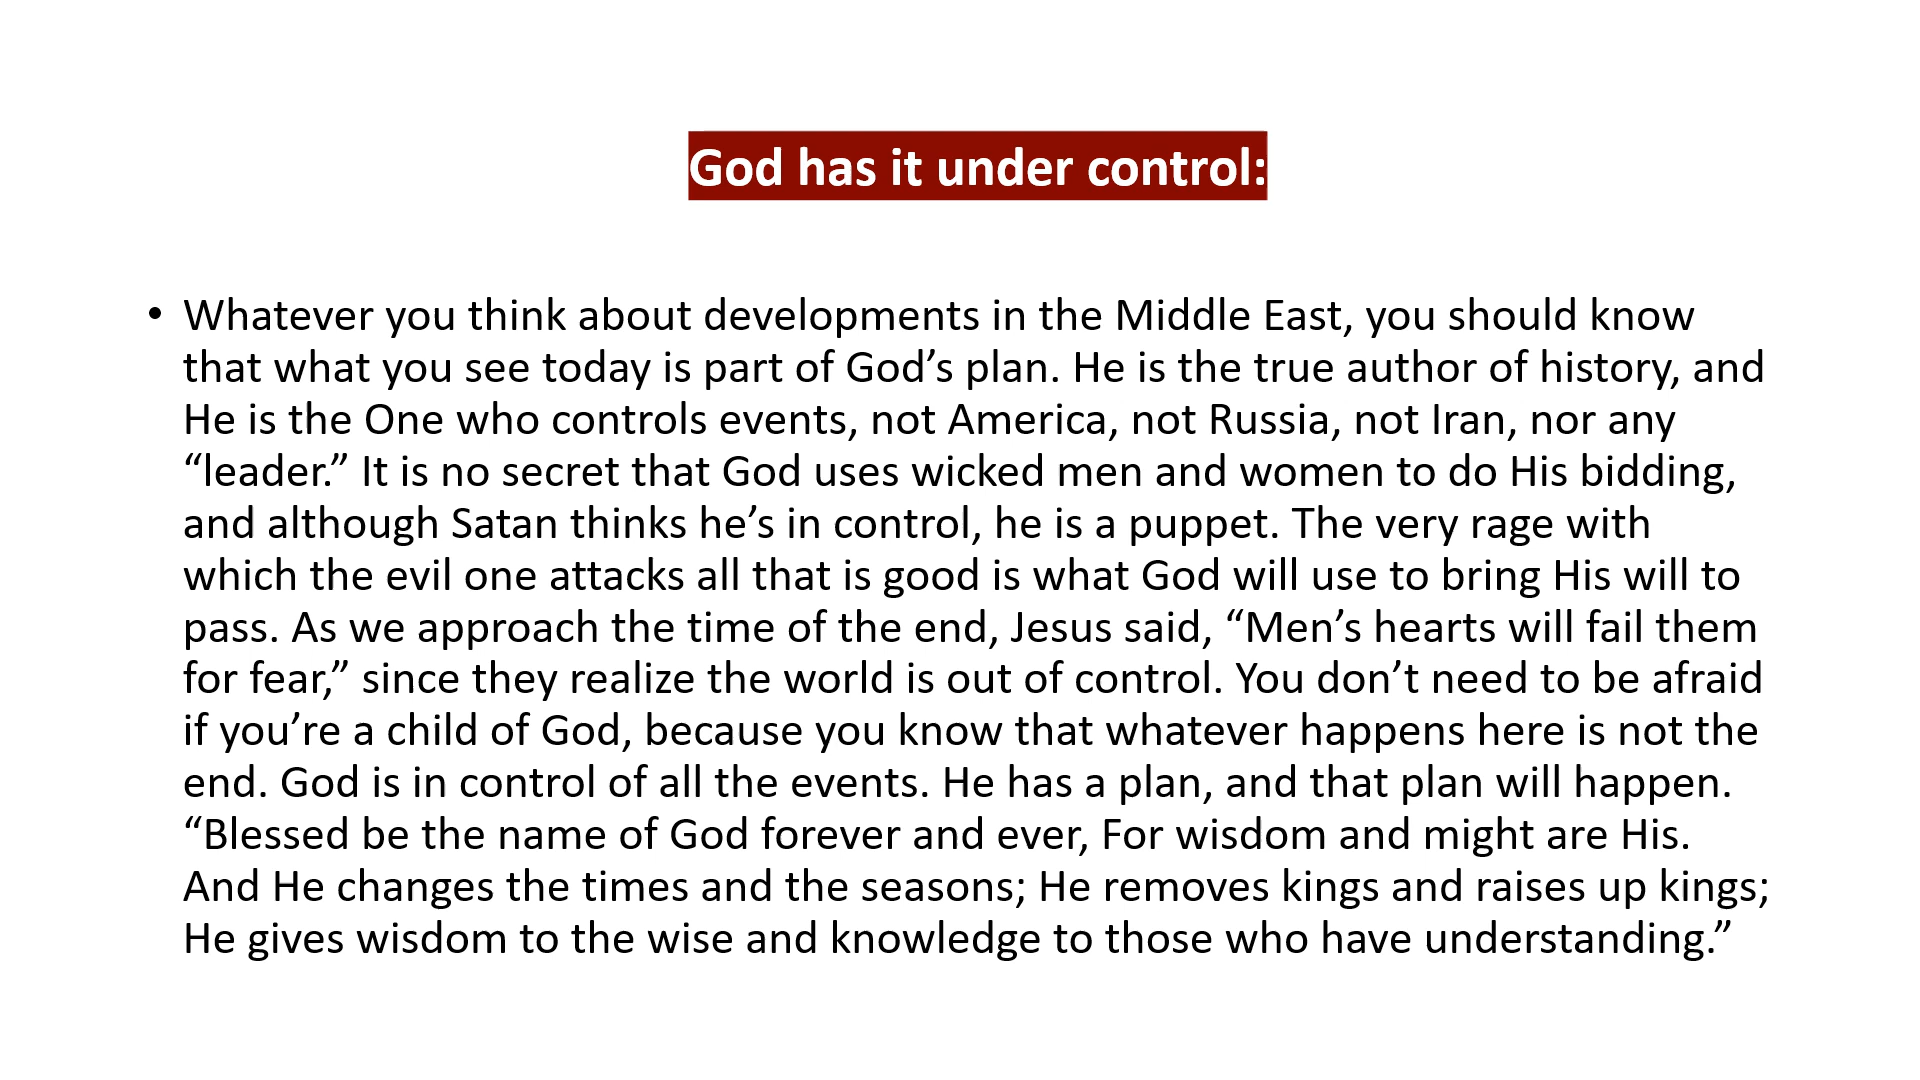 God has it under control:
• Whatever you think about developments in the Middle East, you should know
that what you see today is part of God’s plan. He is the true author of history, and
He is the One who controls events, not America, not Russia, not Iran, nor any
“leader.” It is no secret that God uses wicked men and women to do His bidding,
and although Satan thinks he’s in control, he is a puppet. The very rage with
which the evil one attacks all that is good is what God will use to bring His will to
pass. As we approach the time of the end, Jesus said, “Men’s hearts will fail them
for fear,” since they realize the world is out of control. You don’t need to be afraid
if you’re a child of God, because you know that whatever happens here is not the
end. God is in control of all the events. He has a plan, and that plan will happen.
“Blessed be the name of God forever and ever, For wisdom and might are His.
And He changes the times and the seasons; He removes kings and raises up kings;
He gives wisdom to the wise and knowledge to those who have understanding.”